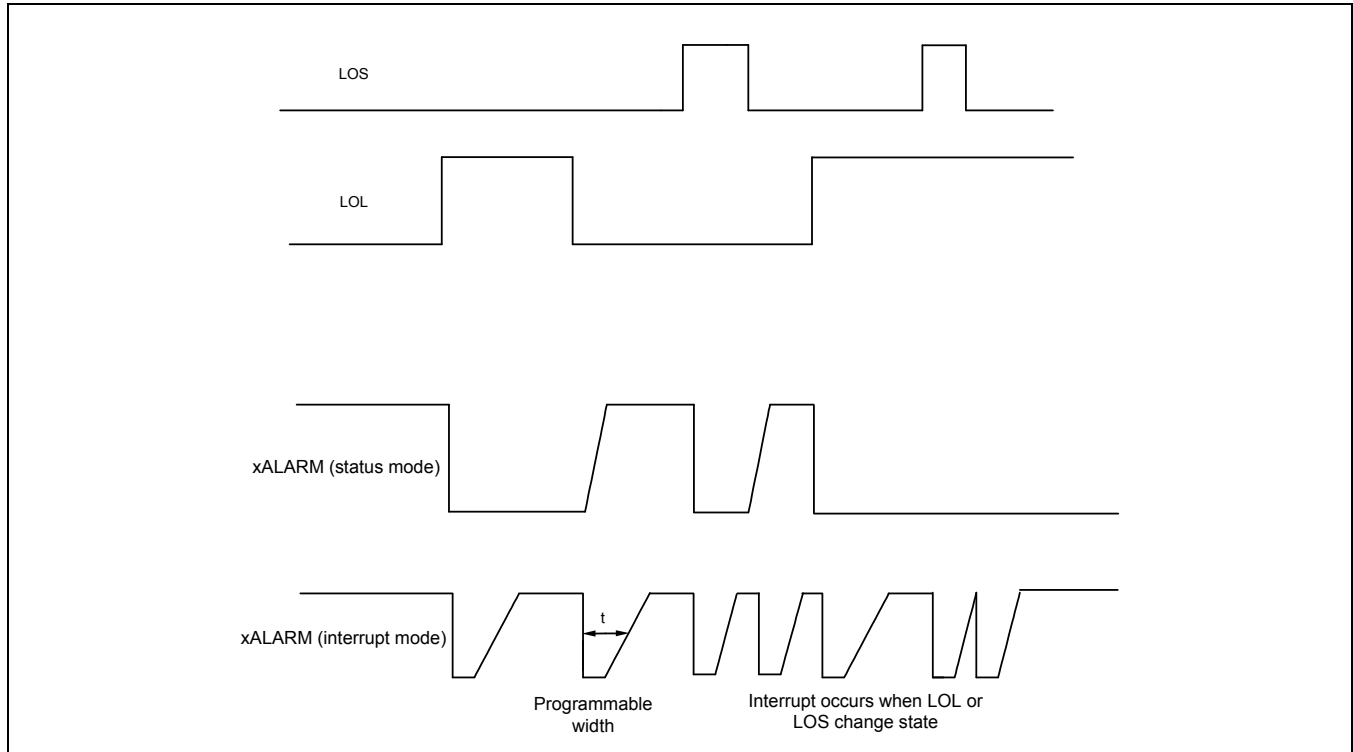 LOS
LOL
xALARM (status mode)
xALARM (interrupt mode)
t
Programmable
width
Interrupt occurs when LOL or
LOS change state